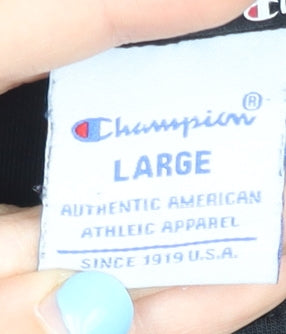 Champion®
LARGE
AUTHENTIC AMERICAN
ATHLEIC APPAREL
SINCE 1919 U.S.A.